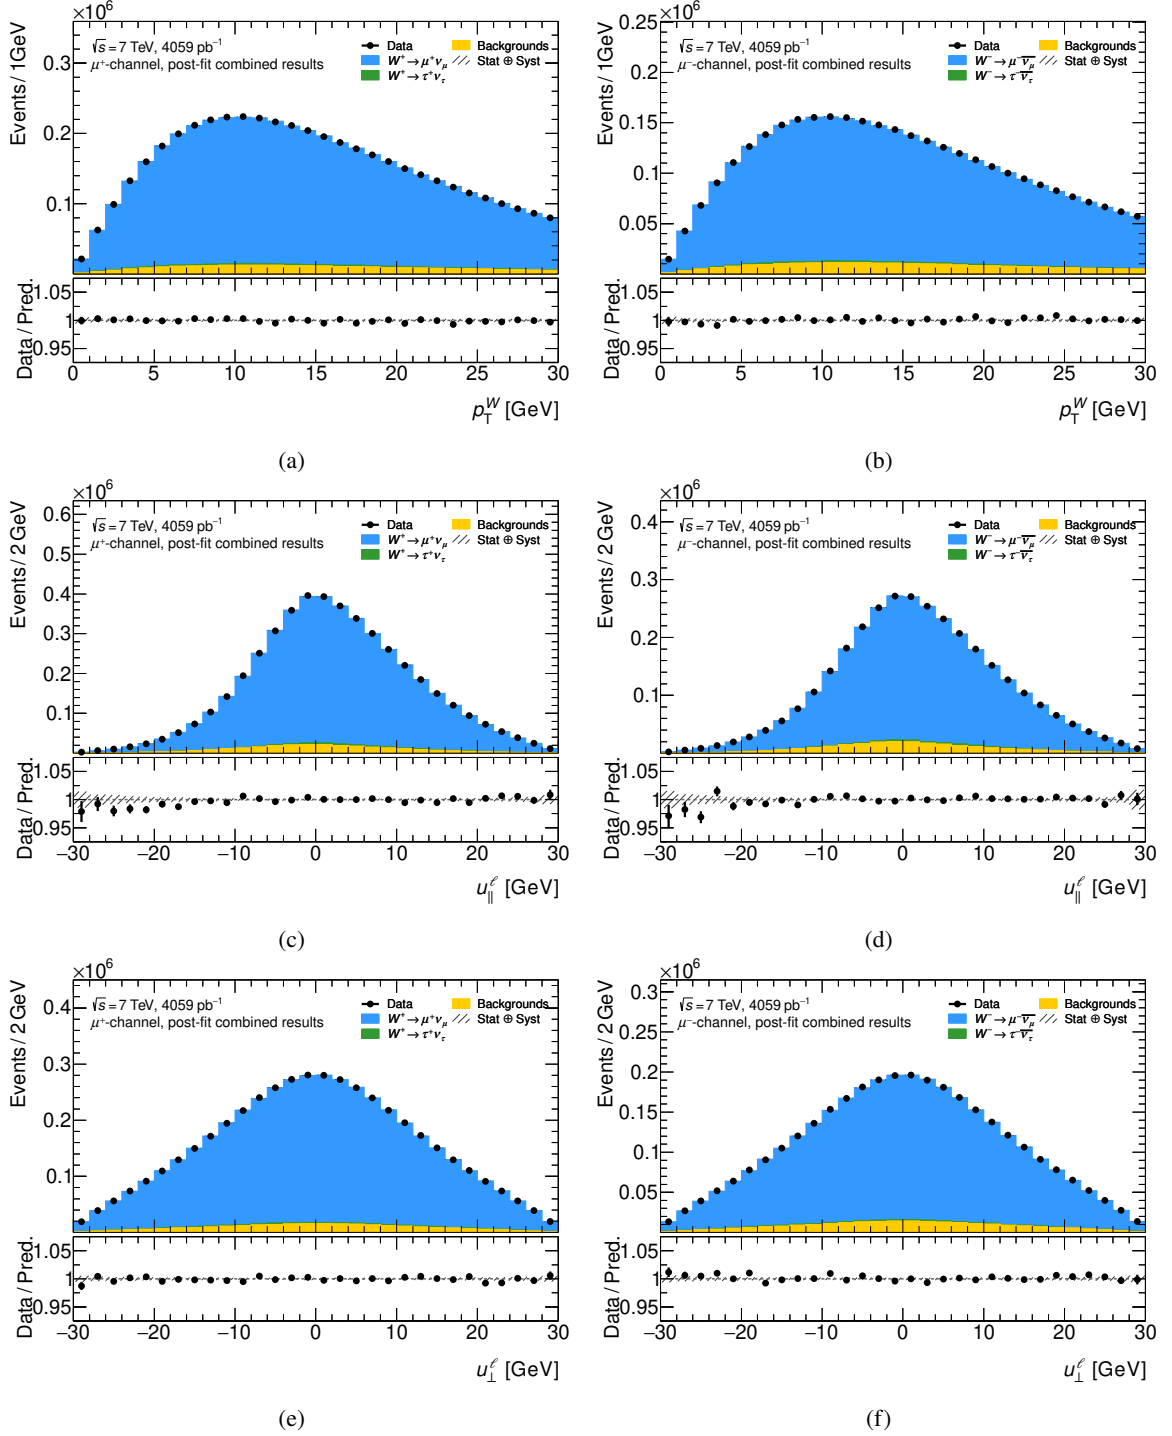 ×10⁶
√s = 7 TeV, 4059 pb⁻¹
μ⁺-channel, post-fit combined results
Data
W⁺ → μ⁺ν_μ
W⁺ → τ⁺ν_τ
Backgrounds
Stat ⊕ Syst
Events / 1GeV
0.3
0.2
0.1
Data / Pred.
1.05
1
0.95
0 5 10 15 20 25 30
p_T^W [GeV]
(a)
×10⁶
√s = 7 TeV, 4059 pb⁻¹
μ⁻-channel, post-fit combined results
Data
W⁻ → μ⁻ν̅_μ
W⁻ → τ⁻ν̅_τ
Backgrounds
Stat ⊕ Syst
Events / 1GeV
0.25
0.2
0.15
0.1
0.05
Data / Pred.
1.05
1
0.95
0 5 10 15 20 25 30
p_T^W [GeV]
(b)
×10⁶
√s = 7 TeV, 4059 pb⁻¹
μ⁺-channel, post-fit combined results
Data
W⁺ → μ⁺ν_μ
W⁺ → τ⁺ν_τ
Backgrounds
Stat ⊕ Syst
Events / 2 GeV
0.6
0.5
0.4
0.3
0.2
0.1
Data / Pred.
1.05
1
0.95
−30 −20 −10 0 10 20 30
u_∥^ℓ [GeV]
(c)
×10⁶
√s = 7 TeV, 4059 pb⁻¹
μ⁻-channel, post-fit combined results
Data
W⁻ → μ⁻ν̅_μ
W⁻ → τ⁻ν̅_τ
Backgrounds
Stat ⊕ Syst
Events / 2 GeV
0.4
0.3
0.2
0.1
Data / Pred.
1.05
1
0.95
−30 −20 −10 0 10 20 30
u_∥^ℓ [GeV]
(d)
×10⁶
√s = 7 TeV, 4059 pb⁻¹
μ⁺-channel, post-fit combined results
Data
W⁺ → μ⁺ν_μ
W⁺ → τ⁺ν_τ
Backgrounds
Stat ⊕ Syst
Events / 2 GeV
0.4
0.3
0.2
0.1
Data / Pred.
1.05
1
0.95
−30 −20 −10 0 10 20 30
u_⊥^ℓ [GeV]
(e)
×10⁶
√s = 7 TeV, 4059 pb⁻¹
μ⁻-channel, post-fit combined results
Data
W⁻ → μ⁻ν̅_μ
W⁻ → τ⁻ν̅_τ
Backgrounds
Stat ⊕ Syst
Events / 2 GeV
0.3
0.25
0.2
0.15
0.1
0.05
Data / Pred.
1.05
1
0.95
−30 −20 −10 0 10 20 30
u_⊥^ℓ [GeV]
(f)